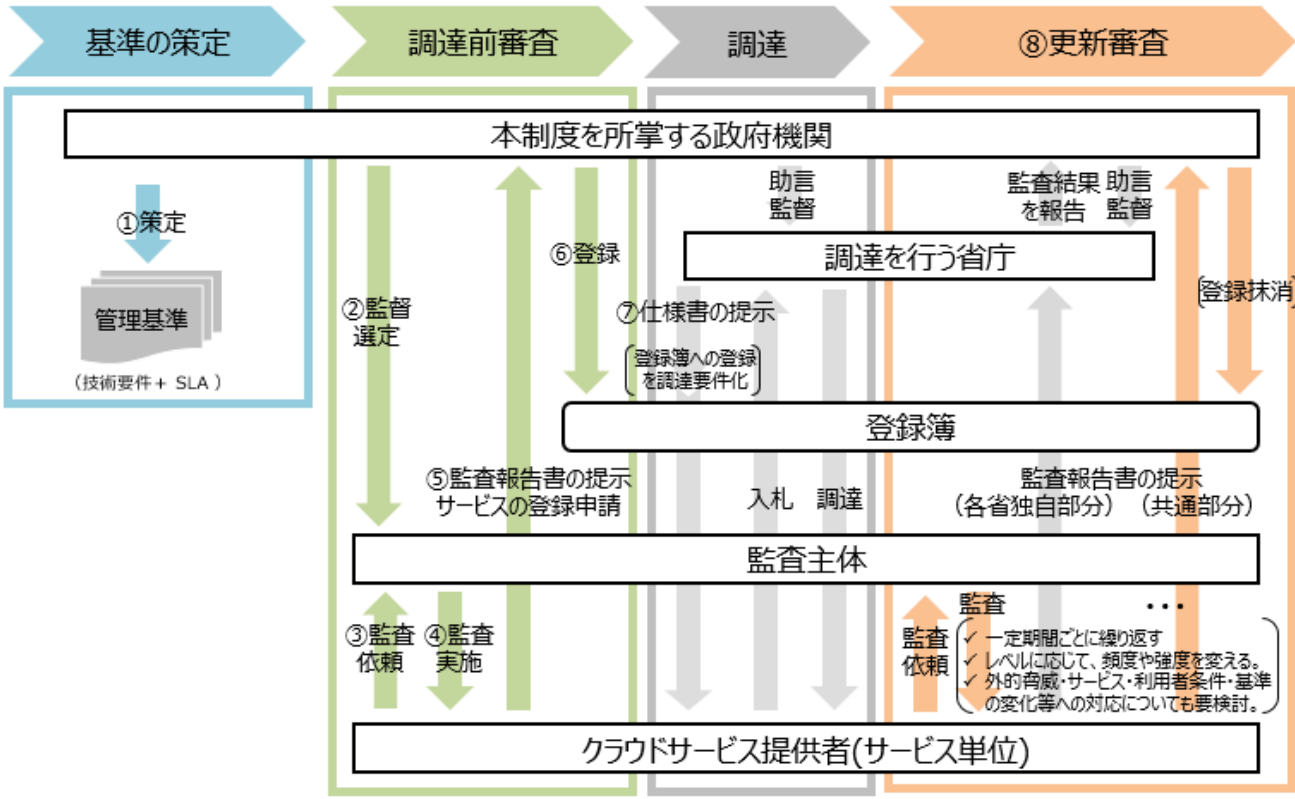 基準の策定
調達前審査
調達
⑧更新審査
本制度を所掌する政府機関
①策定
管理基準
（技術要件＋ SLA ）
②監督
選定
⑥登録
助言
監督
監査結果
を報告
助言
監督
調達を行う省庁
登録抹消
⑦仕様書の提示
登録簿への登録
を調達要件化
登録簿
⑤監査報告書の提示
サービスの登録申請
入札
調達
監査報告書の提示
（各省独自部分）（共通部分）
監査主体
③監査
依頼
④監査
実施
監査
依頼
監査
・・・
✓ 一定期間ごとに繰り返す
✓ レベルに応じて、頻度や強度を変える。
✓ 外的脅威・サービス・利用者条件・基準
の変化等への対応についても要検討。
クラウドサービス提供者(サービス単位)